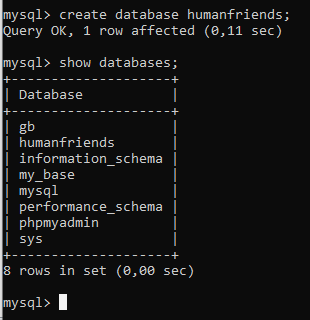 mysql> create database humanfriends;
Query OK, 1 row affected (0,11 sec)
mysql> show databases;
+--------------------+
| Database           |
+--------------------+
| gb                 |
| humanfriends       |
| information_schema |
| my_base            |
| mysql              |
| performance_schema |
| phpmyadmin         |
| sys                |
+--------------------+
8 rows in set (0,00 sec)
mysql>